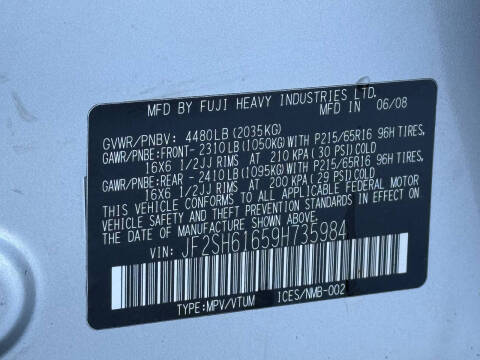 MFD BY FUJI HEAVY INDUSTRIES LTD.
MFD IN 06/08
GVWR/PNBV: 4480LB (2035KG)
GAWR/PNBE:FRONT- 2310LB (1050KG) WITH P215/65R16 96H TIRES,
16X6 1/2JJ RIMS AT 210 KPA (30 PSI) COLD
GAWR/PNBE:REAR -2410LB (1095KG) WITH P215/65R16 96H TIRES,
16X6 1/2JJ RIMS AT 200 KPA (29 PSI) COLD
THIS VEHICLE CONFORMS TO ALL APPLICABLE FEDERAL MOTOR
VEHICLE SAFETY AND THEFT PREVENTION STANDARDS IN EFFECT
ON THE DATE OF MANUFACTURE SHOWN ABOVE.
VIN: JF2SH61659H735984
TYPE:MPV/VTUM ICES/NMB-002